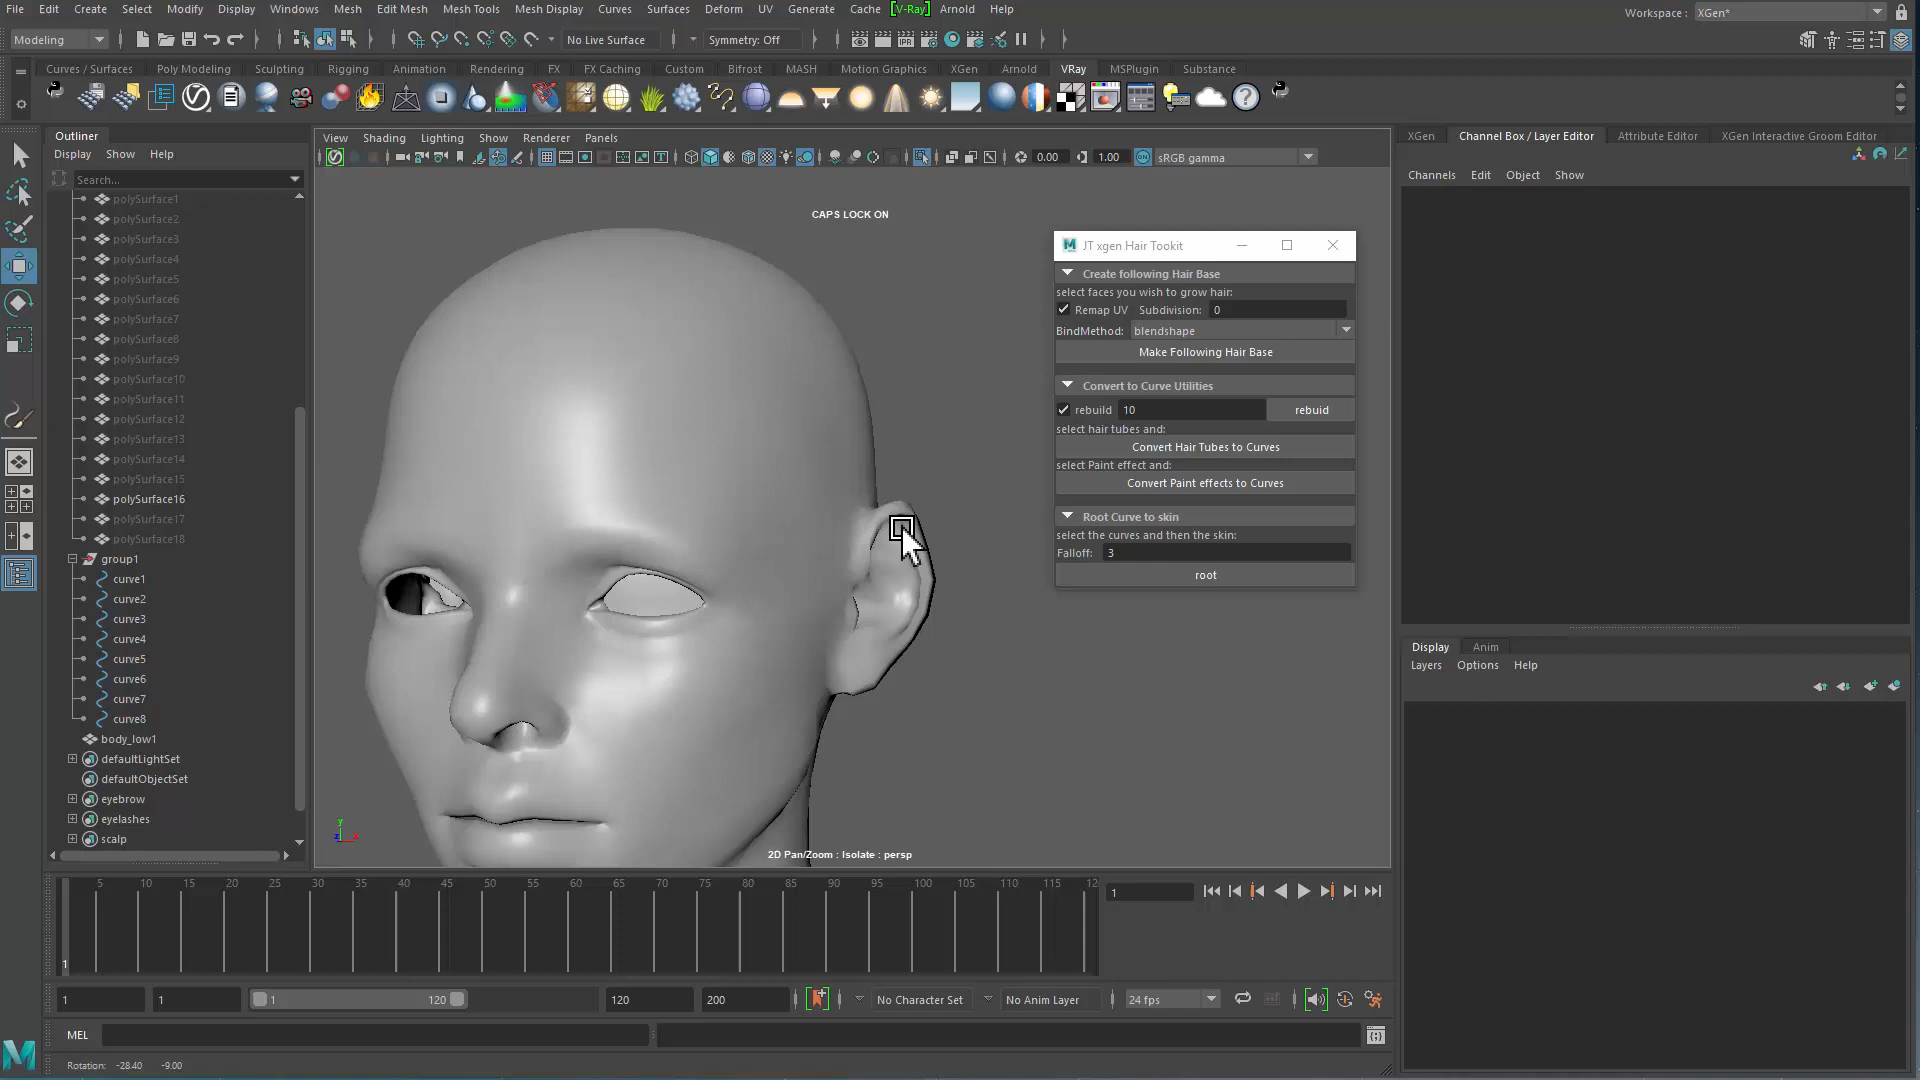 File Edit Create Select Modify Display Windows Mesh Edit Mesh Mesh Tools Mesh Display Curves Surfaces Deform UV Generate Cache [V-Ray] Arnold Help
Workspace : XGen*
Modeling No Live Surface Symmetry: Off
Curves / Surfaces Poly Modeling Sculpting Rigging Animation Rendering FX FX Caching Custom Bifrost MASH Motion Graphics XGen Arnold VRay MSPlugin Substance
Outliner
Display Show Help
Search...
polySurface1
polySurface2
polySurface3
polySurface4
polySurface5
polySurface6
polySurface7
polySurface8
polySurface9
polySurface10
polySurface11
polySurface12
polySurface13
polySurface14
polySurface15
polySurface16
polySurface17
polySurface18
group1
curve1
curve2
curve3
curve4
curve5
curve6
curve7
curve8
body_low1
defaultLightSet
defaultObjectSet
eyebrow
eyelashes
scalp
View Shading Lighting Show Renderer Panels
0.00 1.00 ON sRGB gamma
CAPS LOCK ON
JT xgen Hair Tookit
Create following Hair Base
select faces you wish to grow hair:
Remap UV Subdivision: 0
BindMethod: blendshape
Make Following Hair Base
Convert to Curve Utilities
rebuild 10 rebuid
select hair tubes and:
Convert Hair Tubes to Curves
select Paint effect and:
Convert Paint effects to Curves
Root Curve to skin
select the curves and then the skin:
Falloff: 3
root
y
z x
2D Pan/Zoom : Isolate : persp
XGen Channel Box / Layer Editor Attribute Editor XGen Interactive Groom Editor
Channels Edit Object Show
Display Anim
Layers Options Help
5 10 15 20 25 30 35 40 45 50 55 60 65 70 75 80 85 90 95 100 105 110 115 12
1
1
1 1 1 120 120 200 No Character Set No Anim Layer 24 fps
MEL
Rotation: -28.40 -9.00